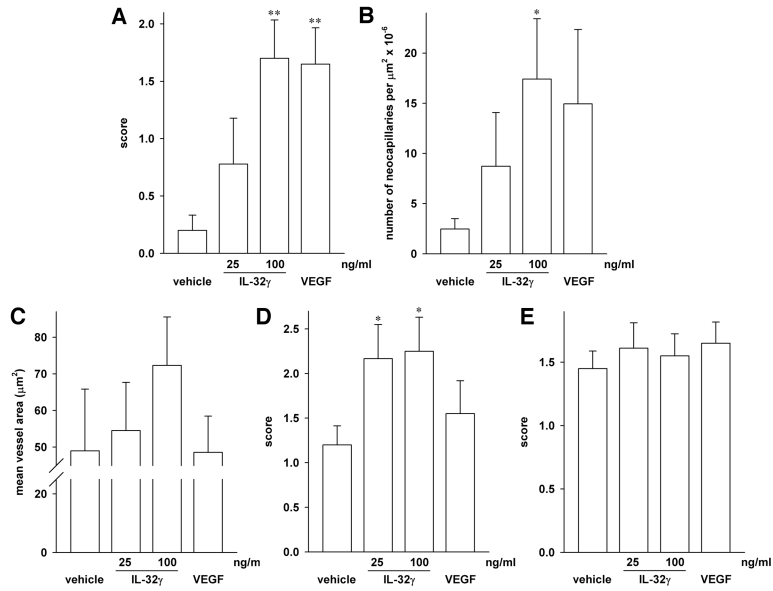 A
2.0
1.5
1.0
0.5
0.0
score
**
**
25 100 ng/ml
vehicle IL-32γ VEGF
B
20
15
10
5
0
number of neocapillaries per μm² x 10⁻⁶
*
25 100 ng/ml
vehicle IL-32γ VEGF
C
80
70
60
50
20
0
mean vessel area (μm²)
25 100 ng/m
vehicle IL-32γ VEGF
D
2.5
2.0
1.5
1.0
0.5
0.0
score
*
*
25 100 ng/ml
vehicle IL-32γ VEGF
E
1.5
1.0
0.5
0.0
score
25 100 ng/ml
vehicle IL-32γ VEGF